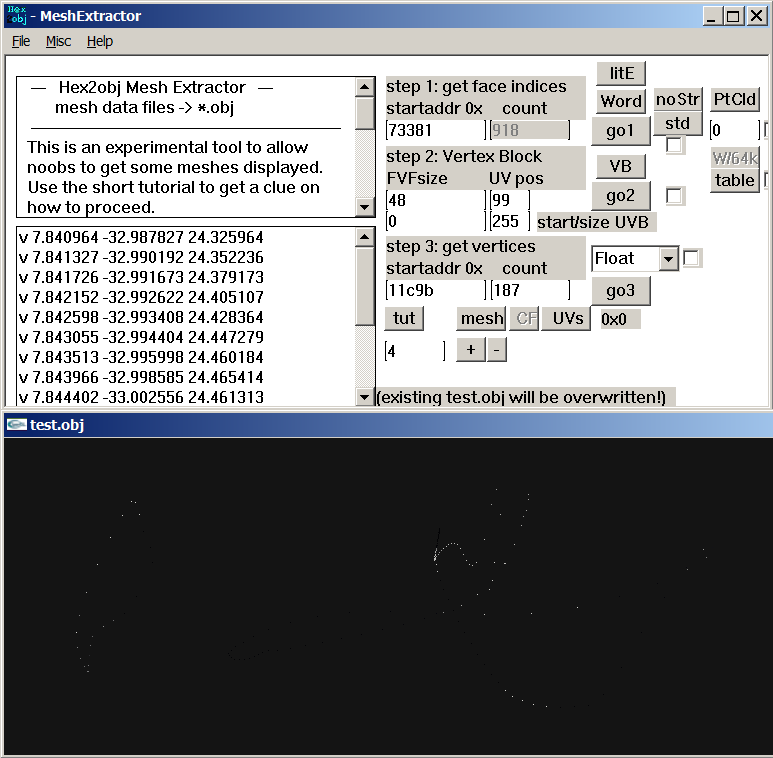 Hex
obj - MeshExtractor
File Misc Help
— Hex2obj Mesh Extractor —
mesh data files -> *.obj
This is an experimental tool to allow
noobs to get some meshes displayed.
Use the short tutorial to get a clue on
how to proceed.
v 7.840964 -32.987827 24.325964
v 7.841327 -32.990192 24.352236
v 7.841726 -32.991673 24.379173
v 7.842152 -32.992622 24.405107
v 7.842598 -32.993408 24.428364
v 7.843055 -32.994404 24.447279
v 7.843513 -32.995998 24.460184
v 7.843966 -32.998585 24.465414
v 7.844402 -33.002556 24.461313
step 1: get face indices
startaddr 0x count
73381 918
litE
Word
go1
noStr
std
PtCld
0
step 2: Vertex Block
FVFsize UV pos
48 99
0 255 start/size UVB
VB
go2
W/64k
table
step 3: get vertices
startaddr 0x count
11c9b 187
Float
go3
tut mesh CF UVs 0x0
4 + -
(existing test.obj will be overwritten!)
test.obj